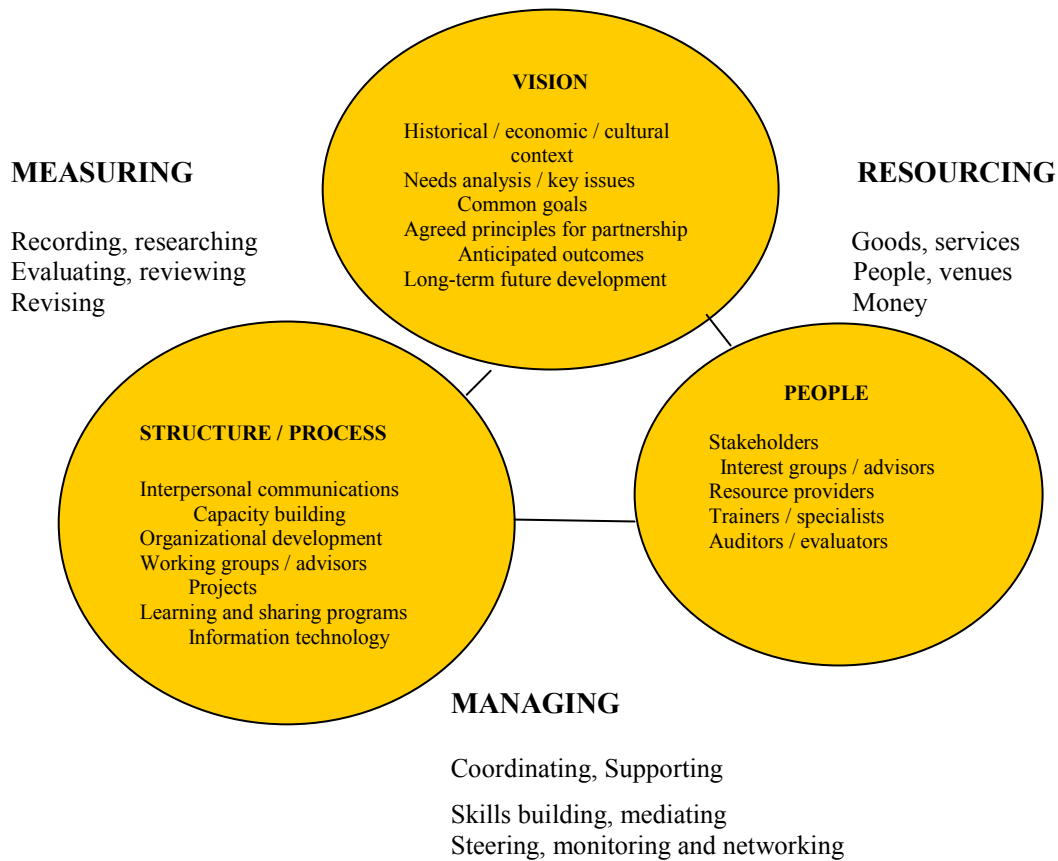 VISION
Historical / economic / cultural
context
Needs analysis / key issues
Common goals
Agreed principles for partnership
Anticipated outcomes
Long-term future development
MEASURING
Recording, researching
Evaluating, reviewing
Revising
RESOURCING
Goods, services
People, venues
Money
STRUCTURE / PROCESS
Interpersonal communications
Capacity building
Organizational development
Working groups / advisors
Projects
Learning and sharing programs
Information technology
PEOPLE
Stakeholders
Interest groups / advisors
Resource providers
Trainers / specialists
Auditors / evaluators
MANAGING
Coordinating, Supporting
Skills building, mediating
Steering, monitoring and networking